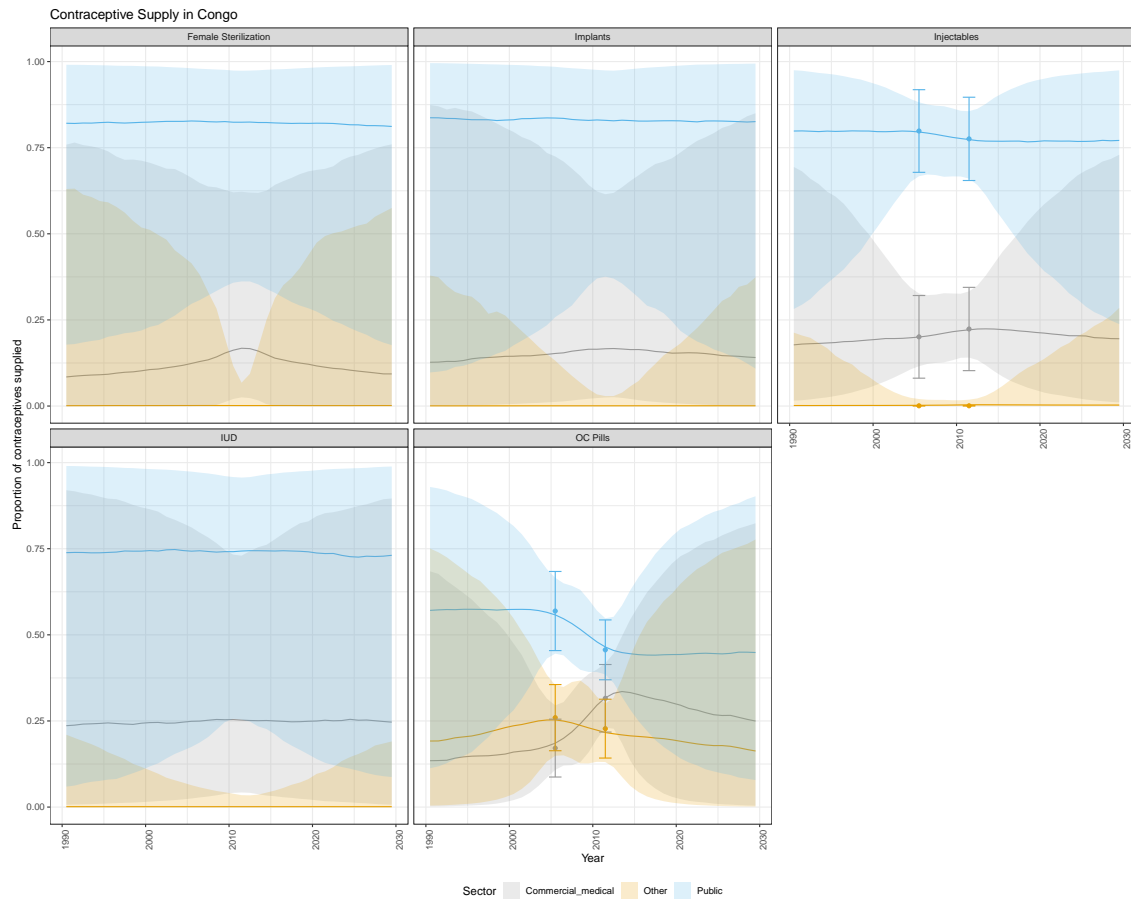 Contraceptive Supply in Congo
Female Sterilization
Implants
Injectables
1.00
0.75
0.50
0.25
0.00
1990
2000
2010
2020
2030
IUD
OC Pills
1.00
0.75
0.50
0.25
0.00
1990
2000
2010
2020
2030
1990
2000
2010
2020
2030
Proportion of contraceptives supplied
Year
Sector
Commercial_medical
Other
Public